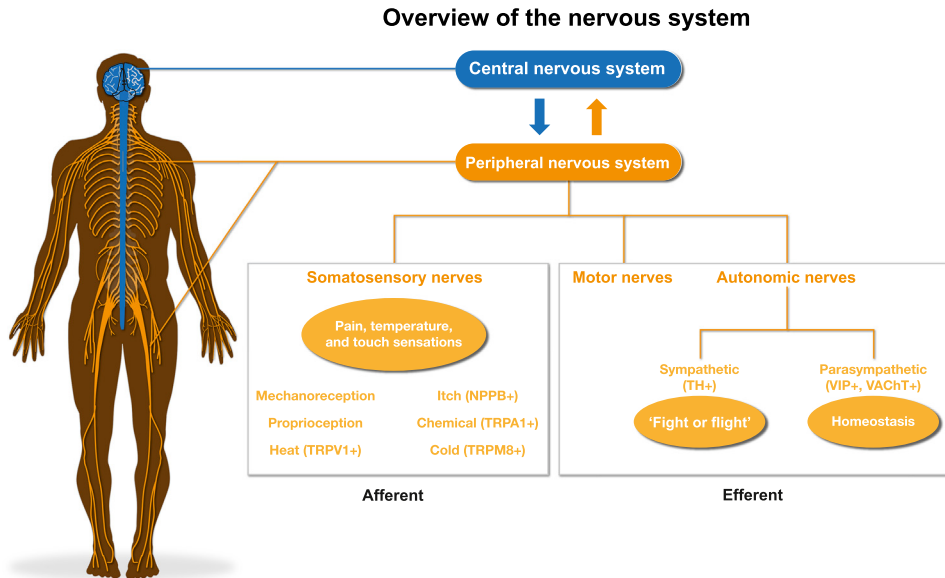 Overview of the nervous system
Central nervous system
Peripheral nervous system
Somatosensory nerves
Pain, temperature,
and touch sensations
Mechanoreception
Itch (NPPB+)
Proprioception
Chemical (TRPA1+)
Heat (TRPV1+)
Cold (TRPM8+)
Afferent
Motor nerves
Autonomic nerves
Sympathetic
(TH+)
‘Fight or flight’
Parasympathetic
(VIP+, VAChT+)
Homeostasis
Efferent